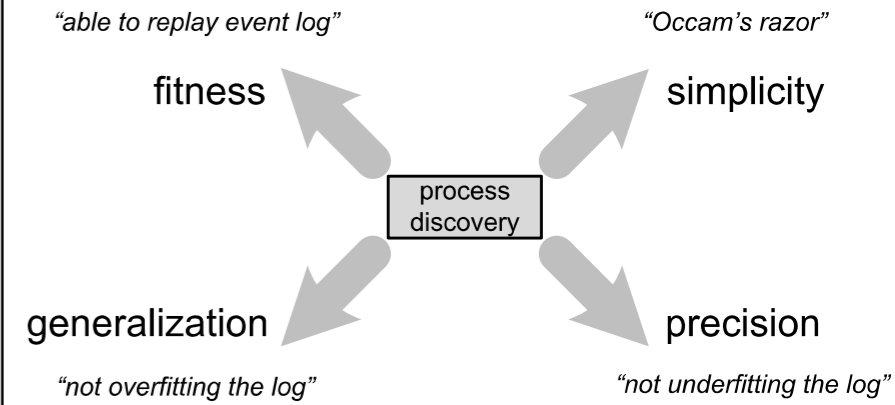 “able to replay event log”
“Occam’s razor”
fitness
simplicity
process
discovery
generalization
precision
“not overfitting the log”
“not underfitting the log”